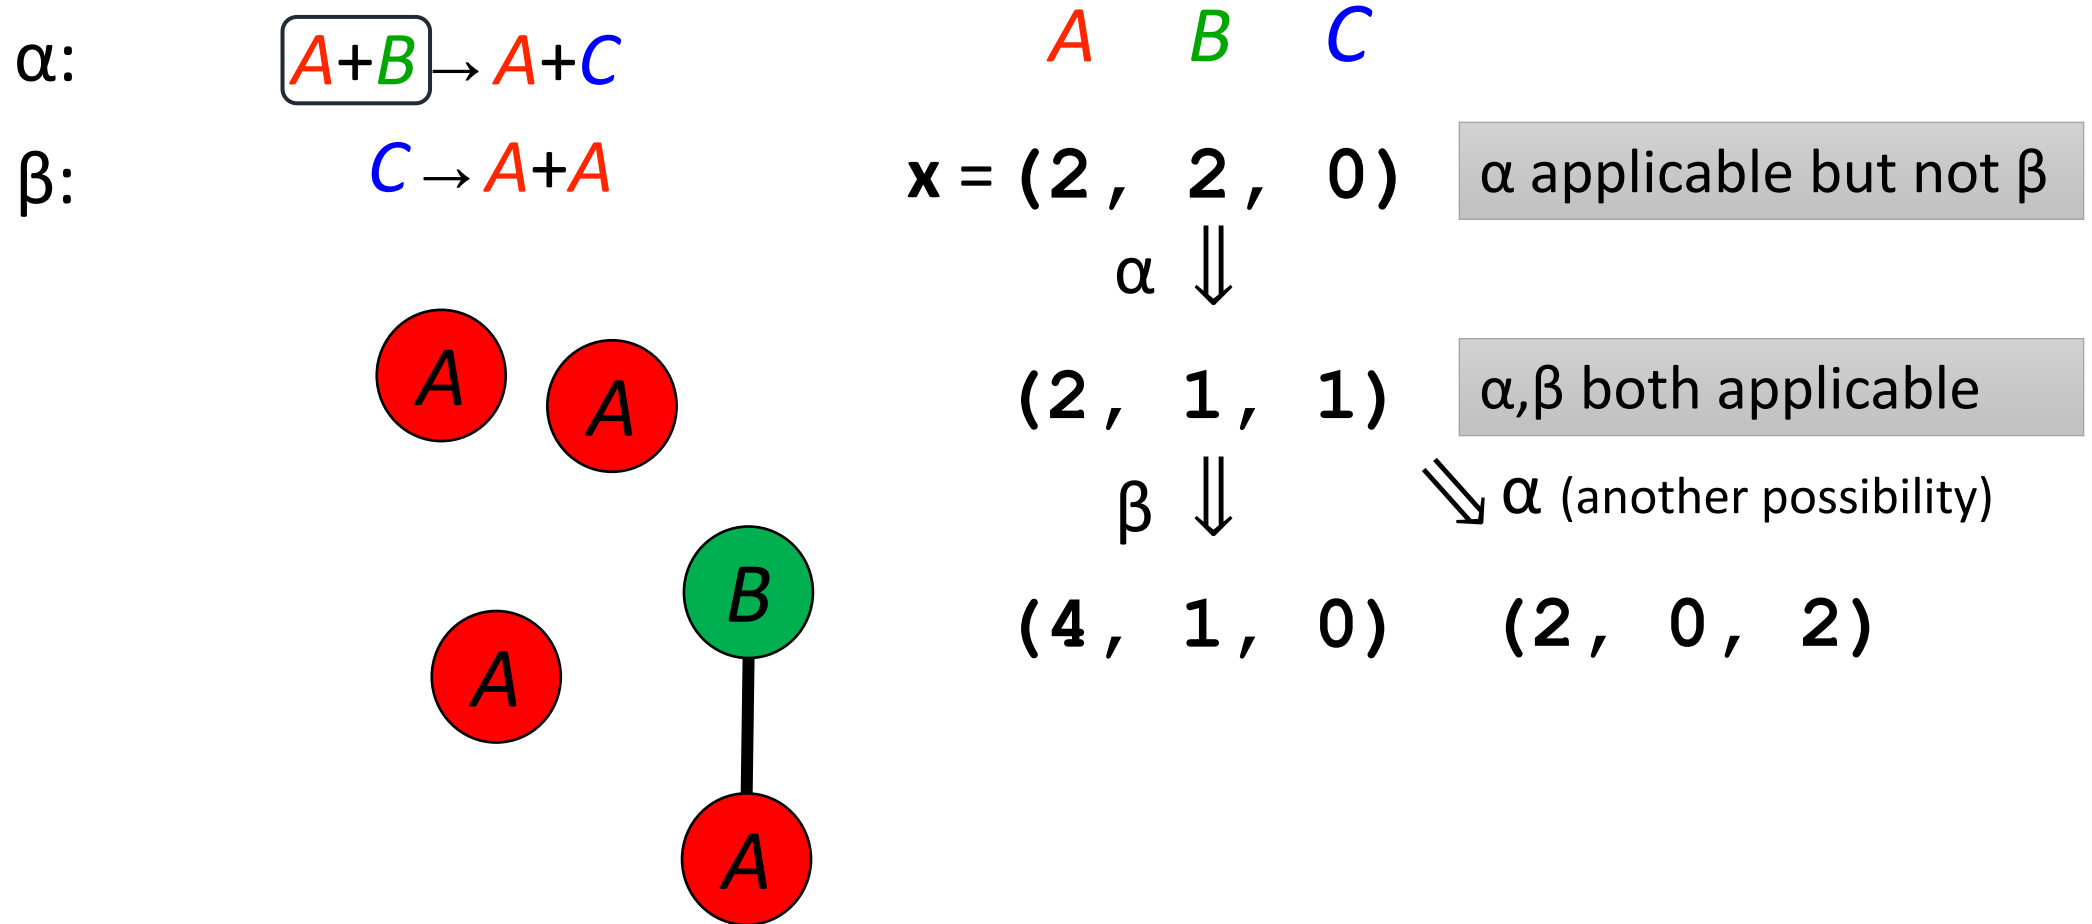 α: A+B → A+C
β: C → A+A
A B C
x = (2, 2, 0) α applicable but not β
α ⇓
(2, 1, 1) α,β both applicable
β ⇓ ⇘ α (another possibility)
(4, 1, 0) (2, 0, 2)
A
A
B
A
A